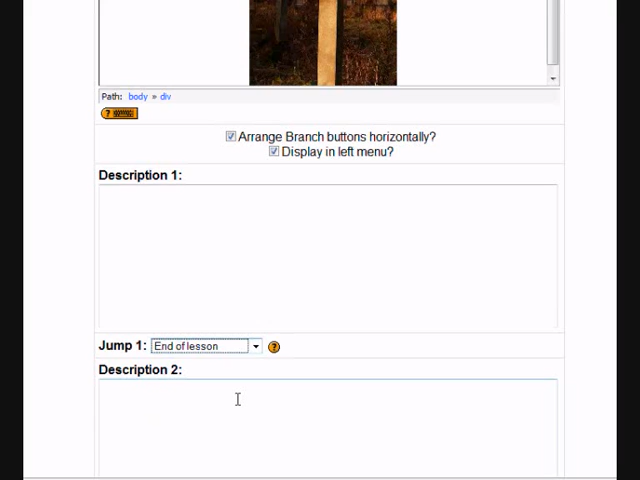 Path: body » div
?
Arrange Branch buttons horizontally?
Display in left menu?
Description 1:
Jump 1: End of lesson ?
Description 2: